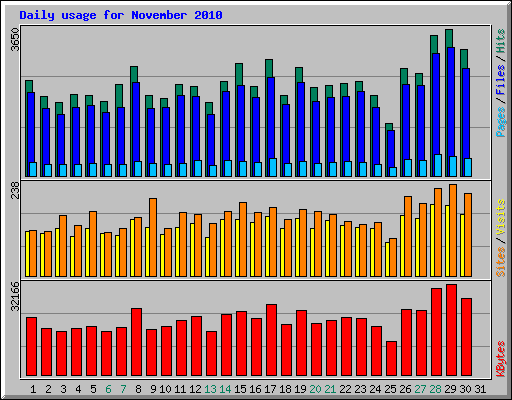 Daily usage for November 2010
3650
Pages / Files / Hits
238
Sites / Visits
32166
KBytes
1 2 3 4 5 6 7 8 9 10 11 12 13 14 15 16 17 18 19 20 21 22 23 24 25 26 27 28 29 30 31